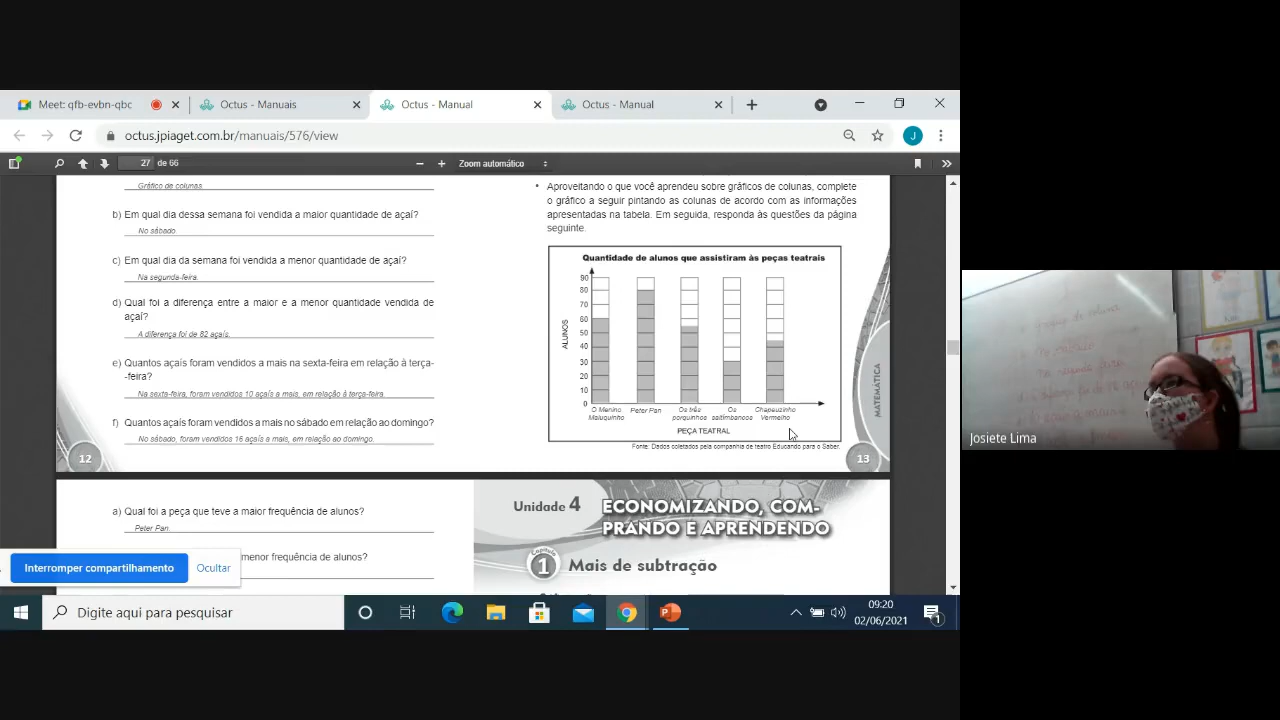 Meet: qfb-evbn-qbc
Octus - Manuais
Octus - Manual
Octus - Manual
octus.jpiaget.com.br/manuais/576/view
27 de 66
Zoom automático
Gráfico de colunas.
b) Em qual dia dessa semana foi vendida a maior quantidade de açaí?
No sábado.
c) Em qual dia da semana foi vendida a menor quantidade de açaí?
Na segunda-feira.
d) Qual foi a diferença entre a maior e a menor quantidade vendida de
açaí?
A diferença foi de 82 açaís.
e) Quantos açaís foram vendidos a mais na sexta-feira em relação à terça-
-feira?
Na sexta-feira, foram vendidos 10 açaís a mais, em relação à terça-feira.
f) Quantos açaís foram vendidos a mais no sábado em relação ao domingo?
No sábado, foram vendidos 16 açaís a mais, em relação ao domingo.
12
• Aproveitando o que você aprendeu sobre gráficos de colunas, complete
o gráfico a seguir pintando as colunas de acordo com as informações
apresentadas na tabela. Em seguida, responda às questões da página
seguinte.
Quantidade de alunos que assistiram às peças teatrais
ALUNOS
90
80
70
60
50
40
30
20
10
0
O Menino Maluquinho
Peter Pan
Os três porquinhos
Os saltimbancos
Chapeuzinho Vermelho
PEÇA TEATRAL
Fonte: Dados coletados pela companhia de teatro Educando para o Saber.
MATEMÁTICA
13
a) Qual foi a peça que teve a maior frequência de alunos?
Peter Pan.
menor frequência de alunos?
Unidade 4
ECONOMIZANDO, COM-
PRANDO E APRENDENDO
Capítulo
1
Mais de subtração
Interromper compartilhamento
Ocultar
Digite aqui para pesquisar
09:20
02/06/2021
1
no sábado
Josiete Lima